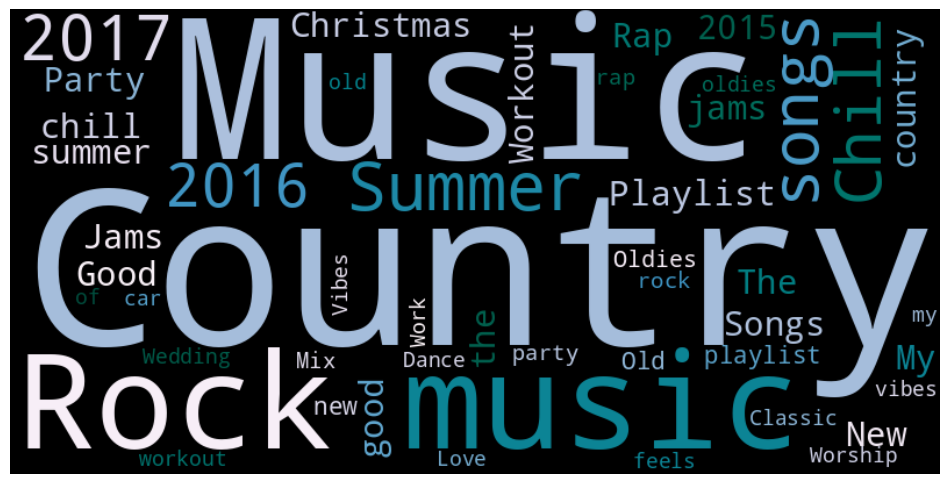 2017
Music
Christmas
Workout
Rap
2015
songs
Chill
country
Party
old
rap
oldies
jams
chill
summer
2016
Summer
Playlist
Country
Jams
Good
of
car
Vibes
Oldies
rock
The
Work
the
Songs
my
Wedding
Mix
Dance
party
Old
playlist
My
Rock
new
good
music
vibes
Classic
New
workout
Love
feels
Worship